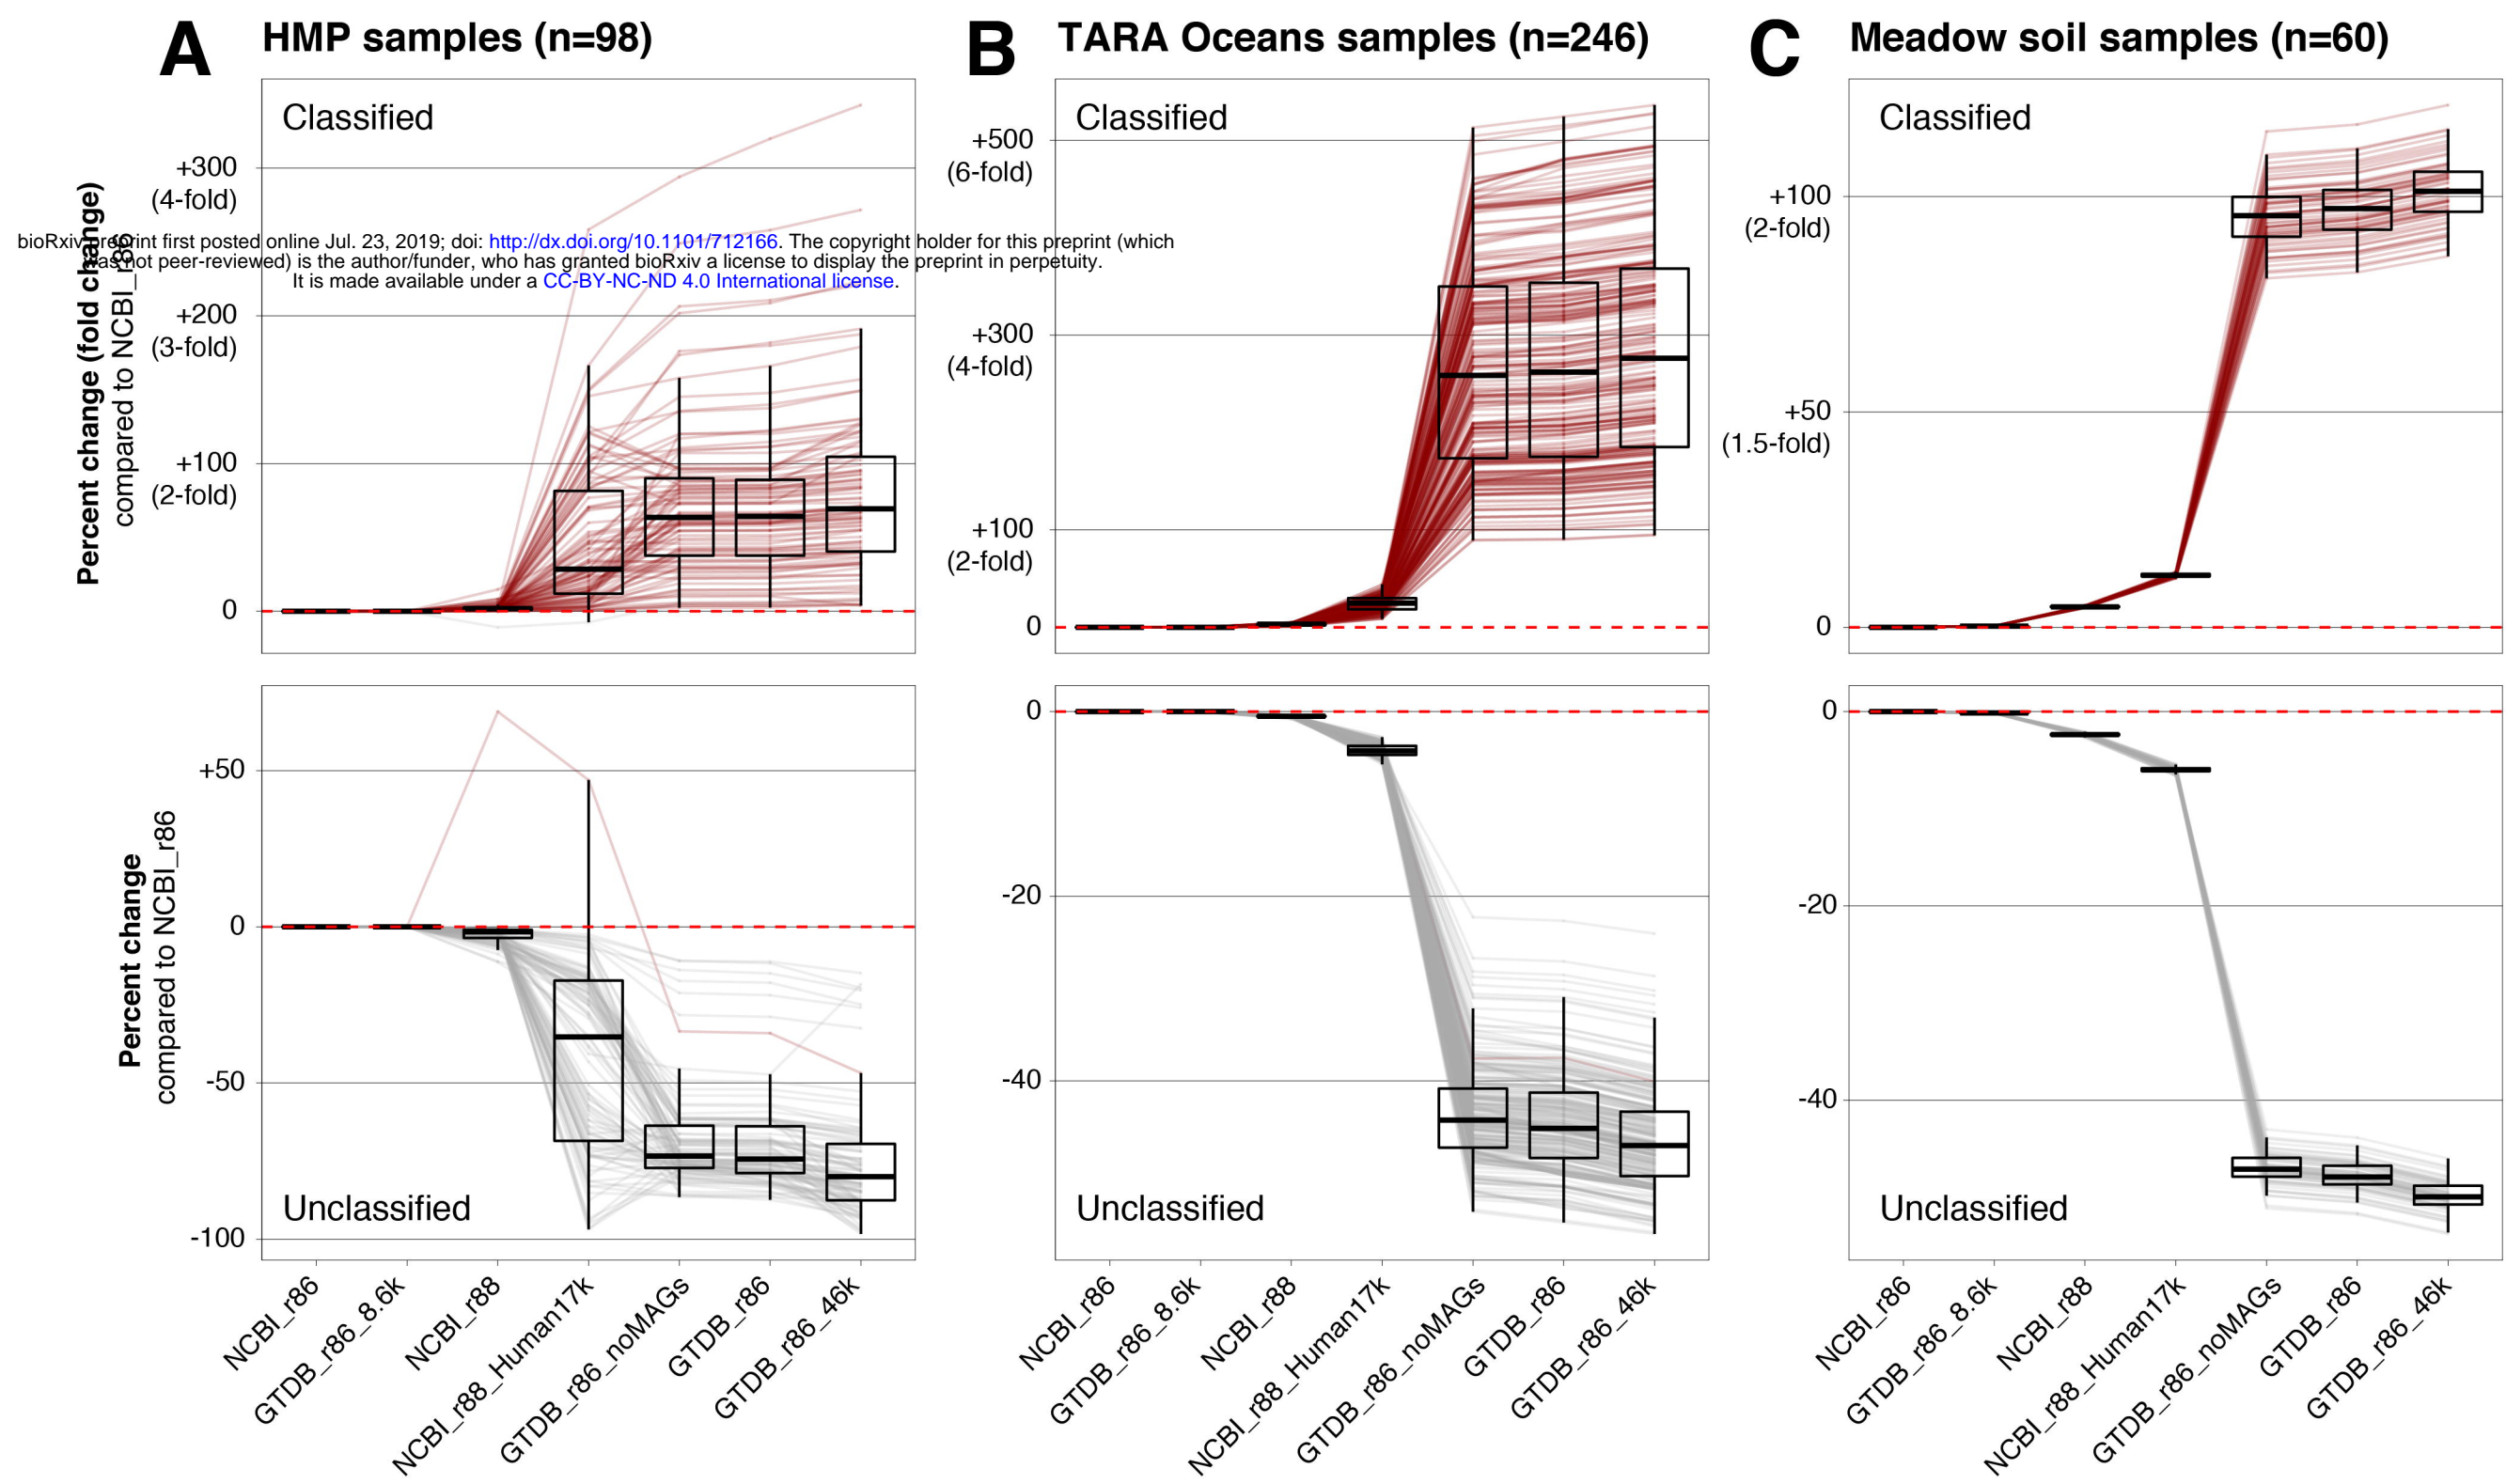 A HMP samples (n=98)
B TARA Oceans samples (n=246)
C Meadow soil samples (n=60)
Percent change (fold change)
compared to NCBI_r86
Classified
+300
(4-fold)
+200
(3-fold)
+100
(2-fold)
0
Classified
+500
(6-fold)
+300
(4-fold)
+100
(2-fold)
0
Classified
+100
(2-fold)
+50
(1.5-fold)
0
bioRxiv preprint first posted online Jul. 23, 2019; doi: http://dx.doi.org/10.1101/712166. The copyright holder for this preprint (which
was not peer-reviewed) is the author/funder, who has granted bioRxiv a license to display the preprint in perpetuity.
It is made available under a CC-BY-NC-ND 4.0 International license.
Percent change
compared to NCBI_r86
+50
0
-50
-100
Unclassified
0
-20
-40
Unclassified
0
-20
-40
Unclassified
NCBI_r86
GTDB_r86_8.6k
NCBI_r88
NCBI_r88_Human17k
GTDB_r86_noMAGs
GTDB_r86
GTDB_r86_46k
NCBI_r86
GTDB_r86_8.6k
NCBI_r88
NCBI_r88_Human17k
GTDB_r86_noMAGs
GTDB_r86
GTDB_r86_46k
NCBI_r86
GTDB_r86_8.6k
NCBI_r88
NCBI_r88_Human17k
GTDB_r86_noMAGs
GTDB_r86
GTDB_r86_46k